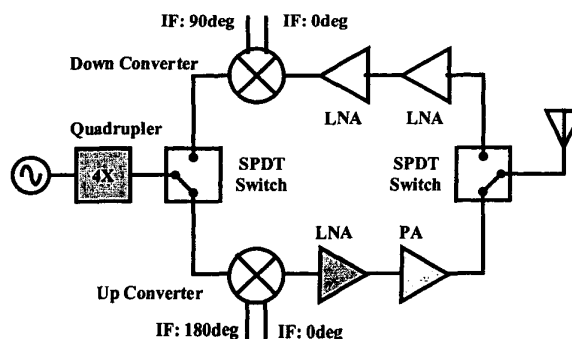 IF: 90deg IF: 0deg
Down Converter
LNA LNA
Quadrupler
4X
SPDT
Switch
SPDT
Switch
LNA PA
Up Converter
IF: 180deg IF: 0deg